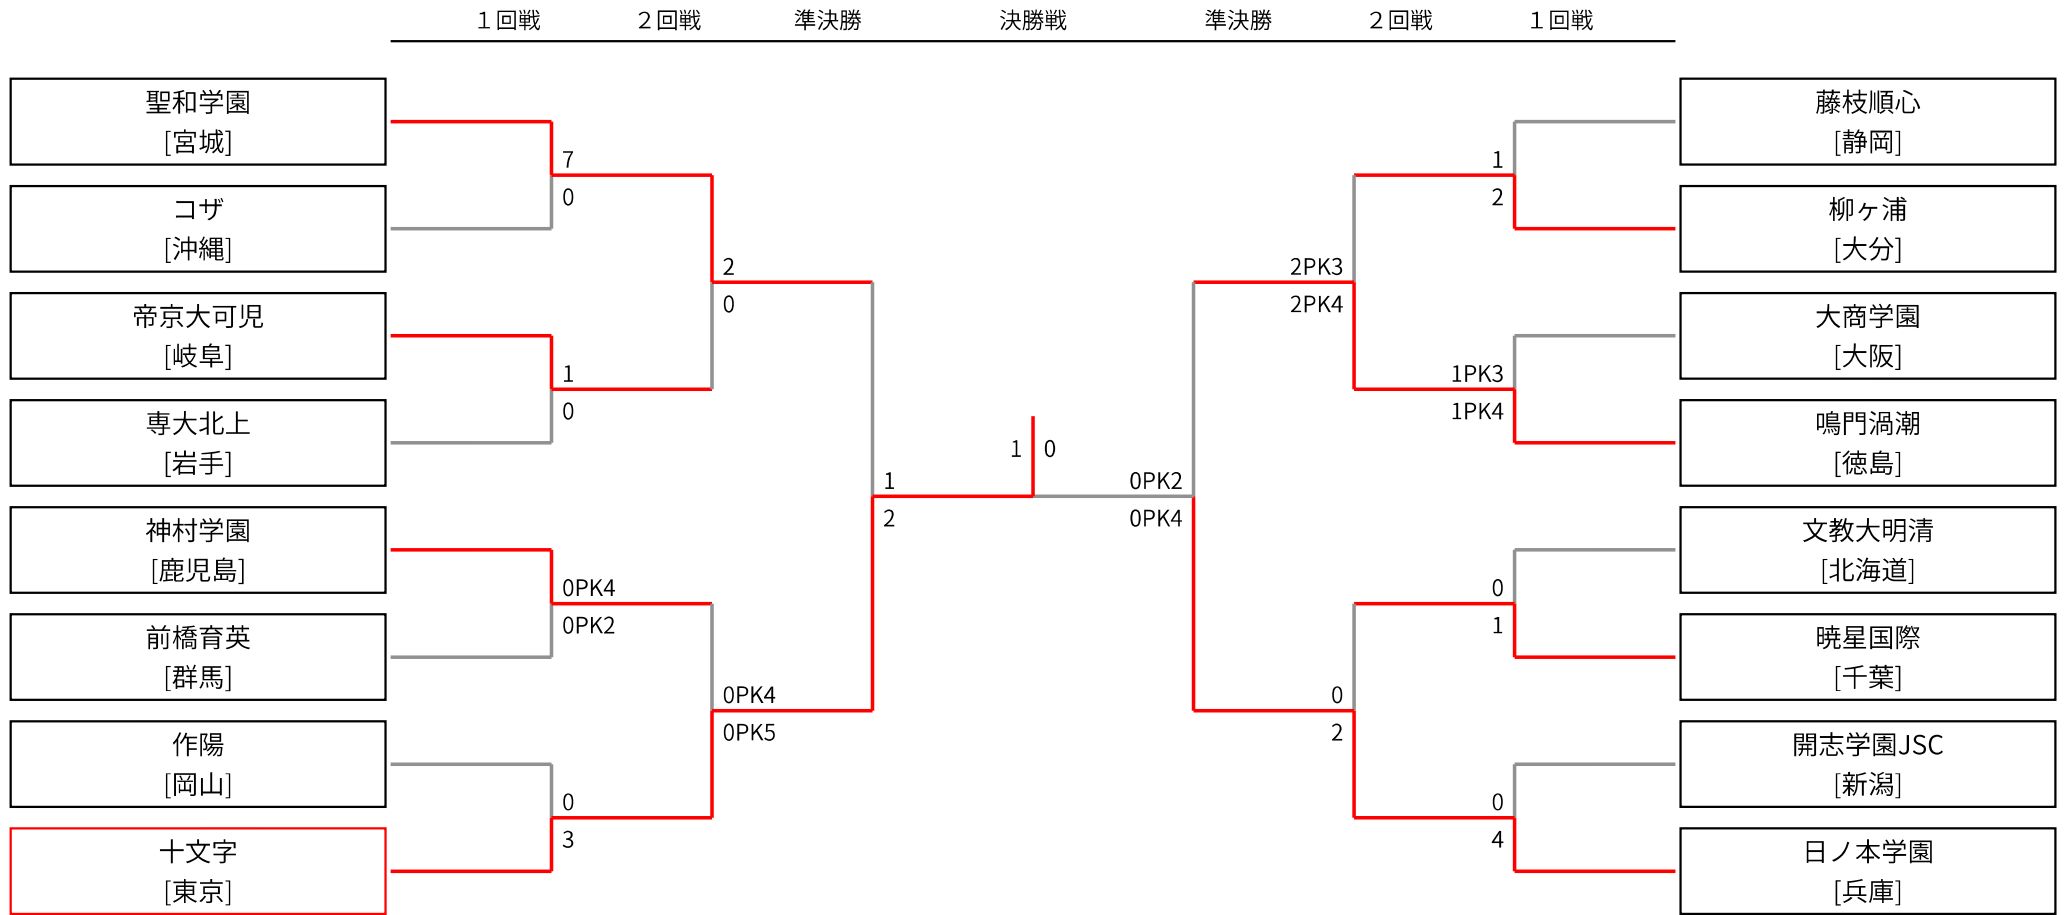 １回戦 ２回戦 準決勝 決勝戦 準決勝 ２回戦 １回戦
聖和学園
[宮城]
コザ
[沖縄]
帝京大可児
[岐阜]
専大北上
[岩手]
神村学園
[鹿児島]
前橋育英
[群馬]
作陽
[岡山]
十文字
[東京]
7
0
1
0
0PK4
0PK2
0
3
2
0
0PK4
0PK5
1
2
1 0
0PK2
0PK4
2PK3
2PK4
0
2
1
2
1PK3
1PK4
0
1
0
4
藤枝順心
[静岡]
柳ヶ浦
[大分]
大商学園
[大阪]
鳴門渦潮
[徳島]
文教大明清
[北海道]
暁星国際
[千葉]
開志学園JSC
[新潟]
日ノ本学園
[兵庫]